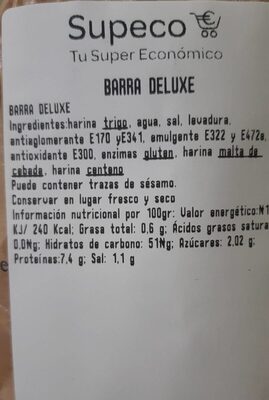 Supeco
Tu Super Económico
BARRA DELUXE
BARRA DELUXE
Ingredientes:harina trigo, agua, sal, levadura,
antiaglomerante E170 yE341, emulgente E322 y E472e,
antioxidante E300, enzimas gluten, harina malta de
cebada, harina centeno
Puede contener trazas de sésamo.
Conservar en lugar fresco y seco
Información nutricional por 100gr: Valor energético:
KJ/ 240 Kcal; Grasa total: 0,6 g; Ácidos grasos satura
0,0Ng; Hidratos de carbono: 51Ng; Azúcares: 2,02 g;
Proteínas:7,4 g; Sal: 1,1 g